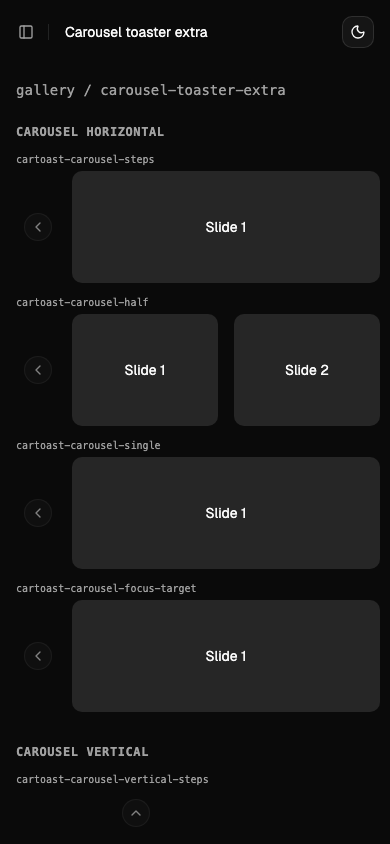 Carousel toaster extra
gallery / carousel-toaster-extra
CAROUSEL HORIZONTAL
cartoast-carousel-steps
Slide 1
cartoast-carousel-half
Slide 1 Slide 2
cartoast-carousel-single
Slide 1
cartoast-carousel-focus-target
Slide 1
CAROUSEL VERTICAL
cartoast-carousel-vertical-steps